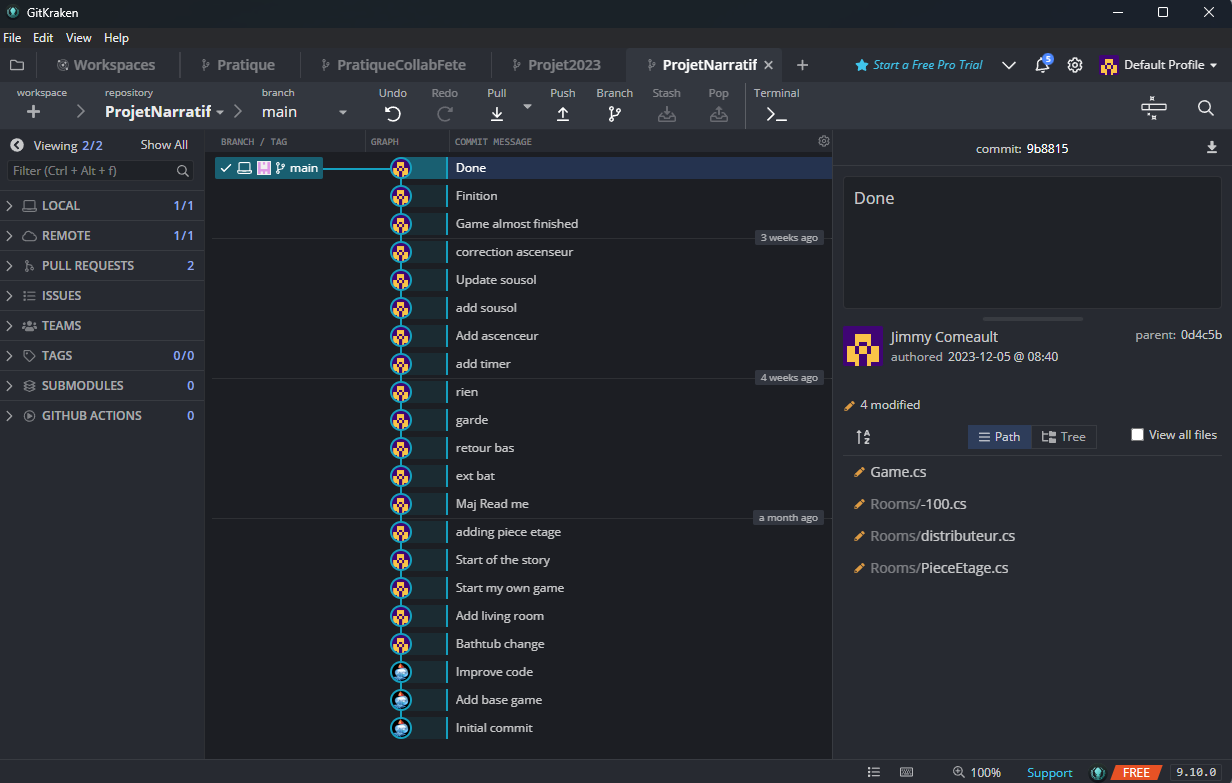 GitKraken
File Edit View Help
Workspaces Pratique PratiqueCollabFete Projet2023 ProjetNarratif Start a Free Pro Trial 5 Default Profile
workspace repository branch Undo Redo Pull Push Branch Stash Pop Terminal
ProjetNarratif main
Viewing 2/2 Show All
BRANCH / TAG GRAPH COMMIT MESSAGE
Filter (Ctrl + Alt + f)
LOCAL 1/1
REMOTE 1/1
PULL REQUESTS 2
ISSUES
TEAMS
TAGS 0/0
SUBMODULES 0
GITHUB ACTIONS 0
main Done
Finition
Game almost finished
3 weeks ago
correction ascenseur
Update sousol
add sousol
Add ascenceur
add timer
4 weeks ago
rien
garde
retour bas
ext bat
Maj Read me
a month ago
adding piece etage
Start of the story
Start my own game
Add living room
Bathtub change
Improve code
Add base game
Initial commit
commit: 9b8815
Done
Jimmy Comeault parent: 0d4c5b
authored 2023-12-05 @ 08:40
4 modified
Path Tree View all files
Game.cs
Rooms/-100.cs
Rooms/distributeur.cs
Rooms/PieceEtage.cs
100% Support FREE 9.10.0